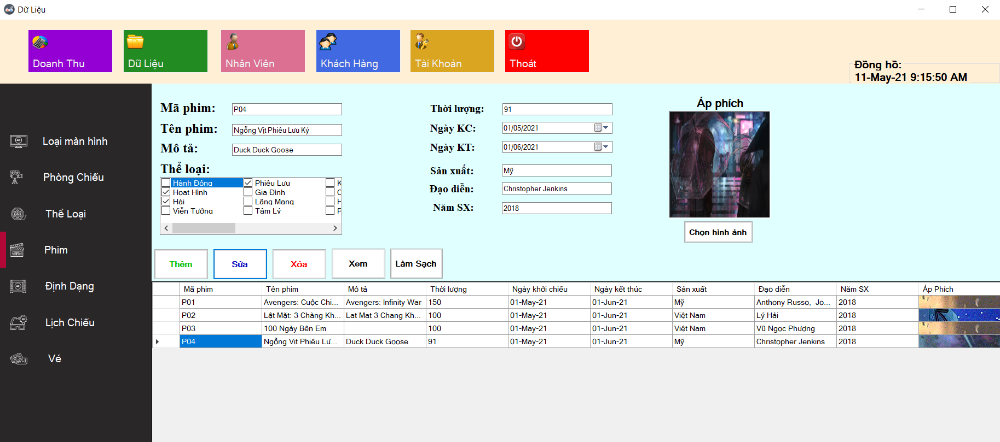 Dữ Liệu
Doanh Thu
Dữ Liệu
Nhân Viên
Khách Hàng
Tài Khoản
Thoát
Đồng hồ:
11-May-21 9:15:50 AM
Loại màn hình
Phòng Chiếu
Thể Loại
Phim
Định Dạng
Lịch Chiếu
Vé
Mã phim: P04
Tên phim: Ngỗng Vịt Phiêu Lưu Ký
Mô tả: Duck Duck Goose
Thể loại:
Hành Động Phiêu Lưu K
Hoạt Hình Gia Đình
Hài Lãng Mạng H
Viễn Tưởng Tâm Lý
Thời lượng: 91
Ngày KC: 01/05/2021
Ngày KT: 01/06/2021
Sản xuất: Mỹ
Đạo diễn: Christopher Jenkins
Năm SX: 2018
Áp phích
Chọn hình ảnh
Thêm Sửa Xóa Xem Làm Sạch
Mã phim Tên phim Mô tả Thời lượng Ngày khởi chiếu Ngày kết thúc Sản xuất Đạo diễn Năm SX Áp Phích
P01 Avengers: Cuộc Chi... Avengers: Infinity War 150 01-May-21 01-Jun-21 Mỹ Anthony Russo, Jo... 2018
P02 Lật Mặt: 3 Chàng Kh... Lat Mat 3 Chang Kh... 100 01-May-21 01-Jun-21 Việt Nam Lý Hải 2018
P03 100 Ngày Bên Em 100 01-May-21 01-Jun-21 Việt Nam Vũ Ngọc Phượng 2018
P04 Ngỗng Vịt Phiêu Lư... Duck Duck Goose 91 01-May-21 01-Jun-21 Mỹ Christopher Jenkins 2018